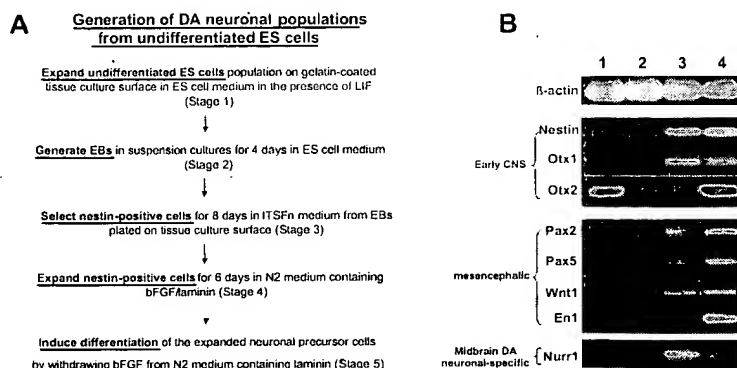 A
Generation of DA neuronal populations
from undifferentiated ES cells
Expand undifferentiated ES cells population on gelatin-coated
tissue culture surface in ES cell medium in the presence of LIF
(Stage 1)
Generate EBs in suspension cultures for 4 days in ES cell medium
(Stage 2)
Select nestin-positive cells for 8 days in ITSFn medium from EBs
plated on tissue culture surface (Stage 3)
Expand nestin-positive cells for 6 days in N2 medium containing
bFGF/laminin (Stage 4)
Induce differentiation of the expanded neuronal precursor cells
by withdrawing bFGF from N2 medium containing laminin (Stage 5)
B
1 2 3 4
ß-actin
Nestin
Early CNS
Otx1
Otx2
Pax2
Pax5
mesencephalic
Wnt1
En1
Midbrain DA
neuronal-specific
Nurr1